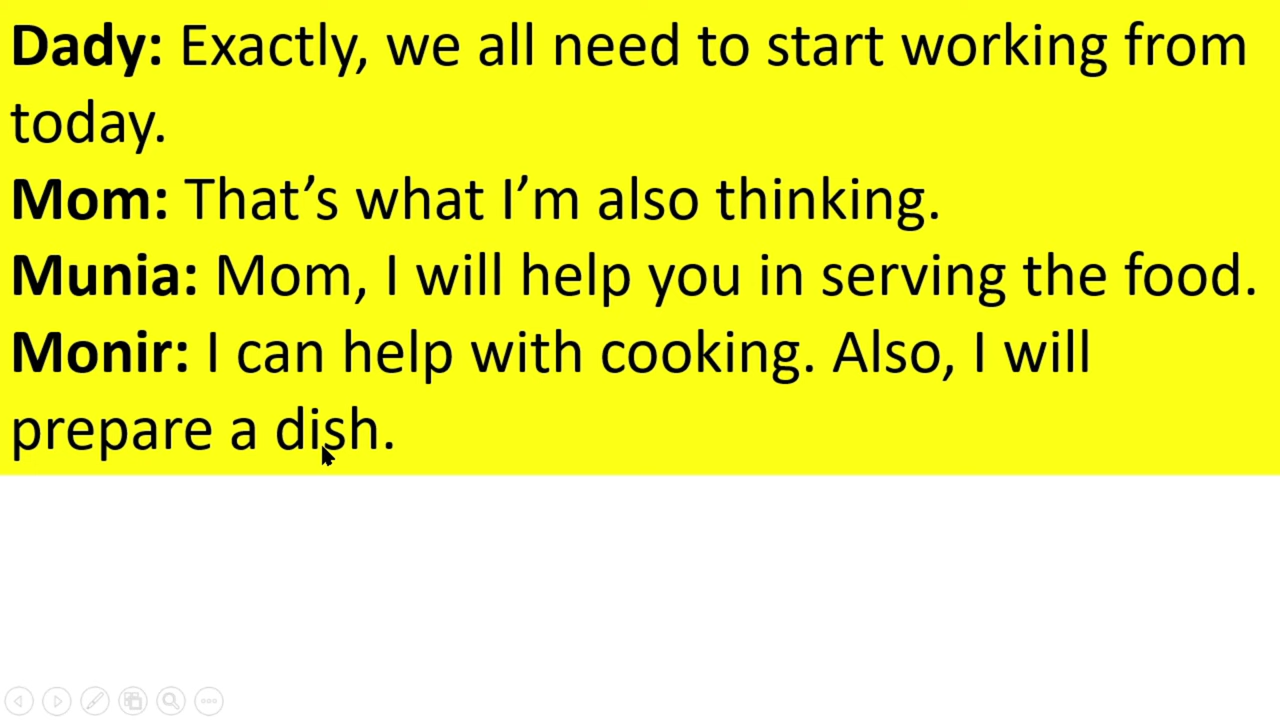 Dady: Exactly, we all need to start working from
today.
Mom: That’s what I’m also thinking.
Munia: Mom, I will help you in serving the food.
Monir: I can help with cooking. Also, I will
prepare a dish.